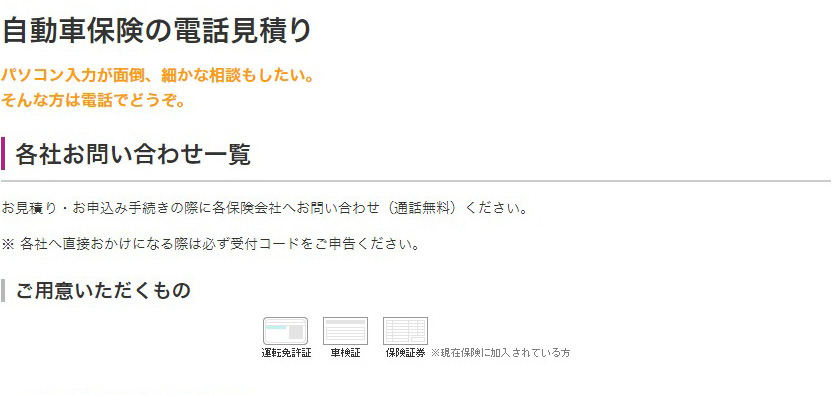 自動車保険の電話見積り
パソコン入力が面倒、細かな相談もしたい。
そんな方は電話でどうぞ。
各社お問い合わせ一覧
お見積り・お申込み手続きの際に各保険会社へお問い合わせ（通話無料）ください。
※ 各社へ直接おかけになる際は必ず受付コードをご申告ください。
ご用意いただくもの
運転免許証 車検証 保険証券 ※現在保険に加入されている方